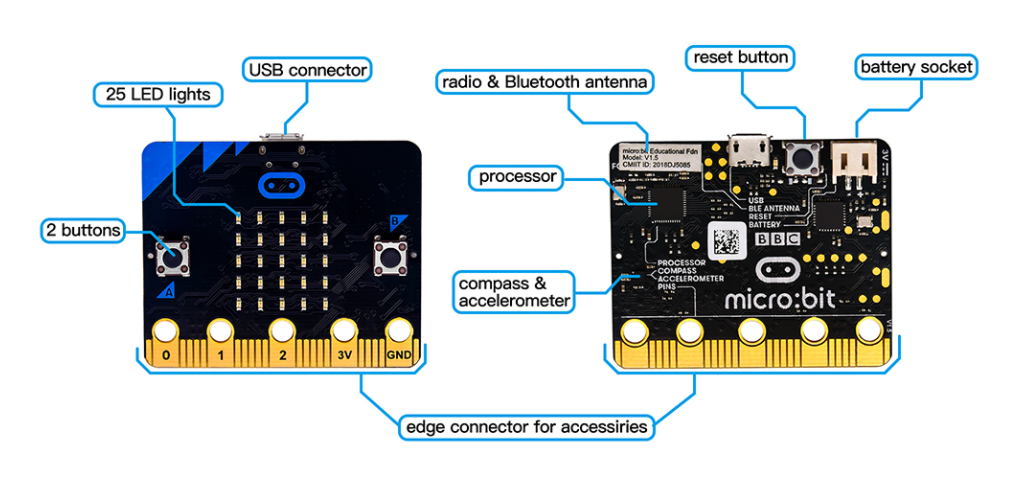 USB connector
25 LED lights
2 buttons
A
B
0 1 2 3V GND
reset button
battery socket
radio & Bluetooth antenna
processor
compass &
accelerometer
micro:bit Educational Fdn
Model: V1.5
CMIIT ID: 2018DJ5085
3V
USB
BLE ANTENNA
RESET
BATTERY
BBC
PROCESSOR
COMPASS
ACCELEROMETER
PINS
micro:bit
V1.5
edge connector for accessiries